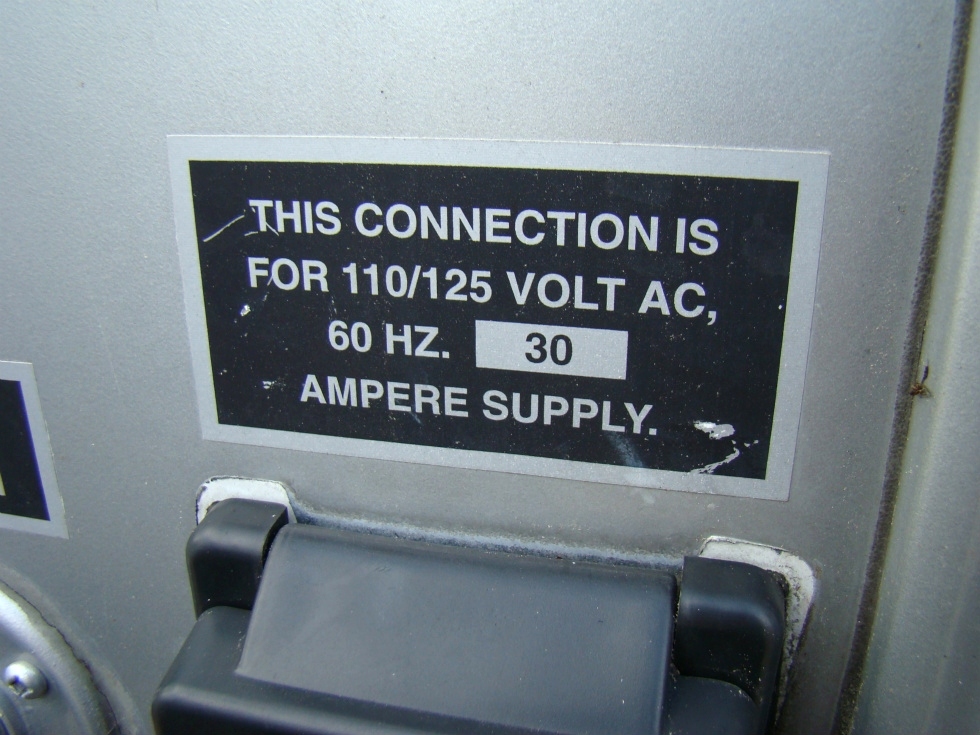 THIS CONNECTION IS
FOR 110/125 VOLT AC,
60 HZ. 30
AMPERE SUPPLY.